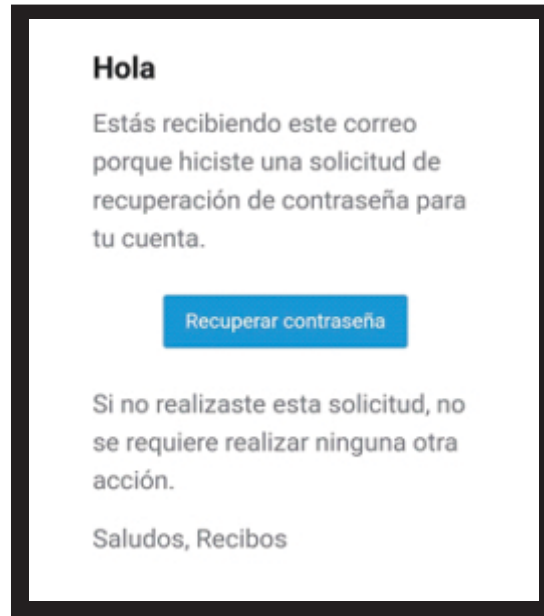 Hola
Estás recibiendo este correo
porque hiciste una solicitud de
recuperación de contraseña para
tu cuenta.
Recuperar contraseña
Si no realizaste esta solicitud, no
se requiere realizar ninguna otra
acción.
Saludos, Recibos